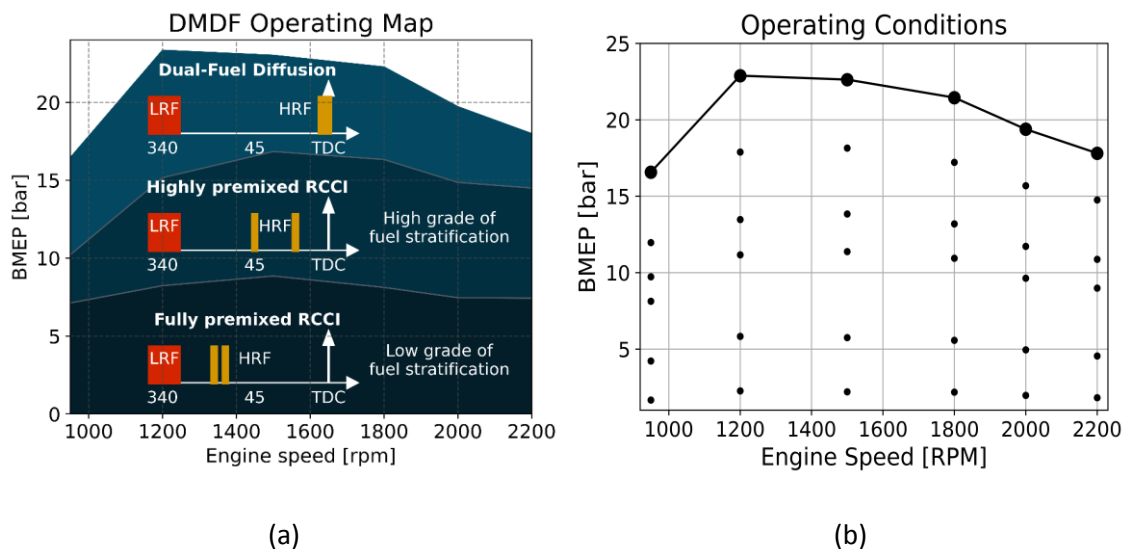 DMDF Operating Map
BMEP [bar]
20
15
10
5
0
Dual-Fuel Diffusion
LRF
HRF
340
45
TDC
Highly premixed RCCI
LRF
HRF
High grade of
fuel stratification
340
45
TDC
Fully premixed RCCI
LRF
HRF
Low grade of
fuel stratification
340
45
TDC
1000 1200 1400 1600 1800 2000 2200
Engine speed [rpm]
(a)
Operating Conditions
BMEP [bar]
25
20
15
10
5
1000 1200 1400 1600 1800 2000 2200
Engine Speed [RPM]
(b)